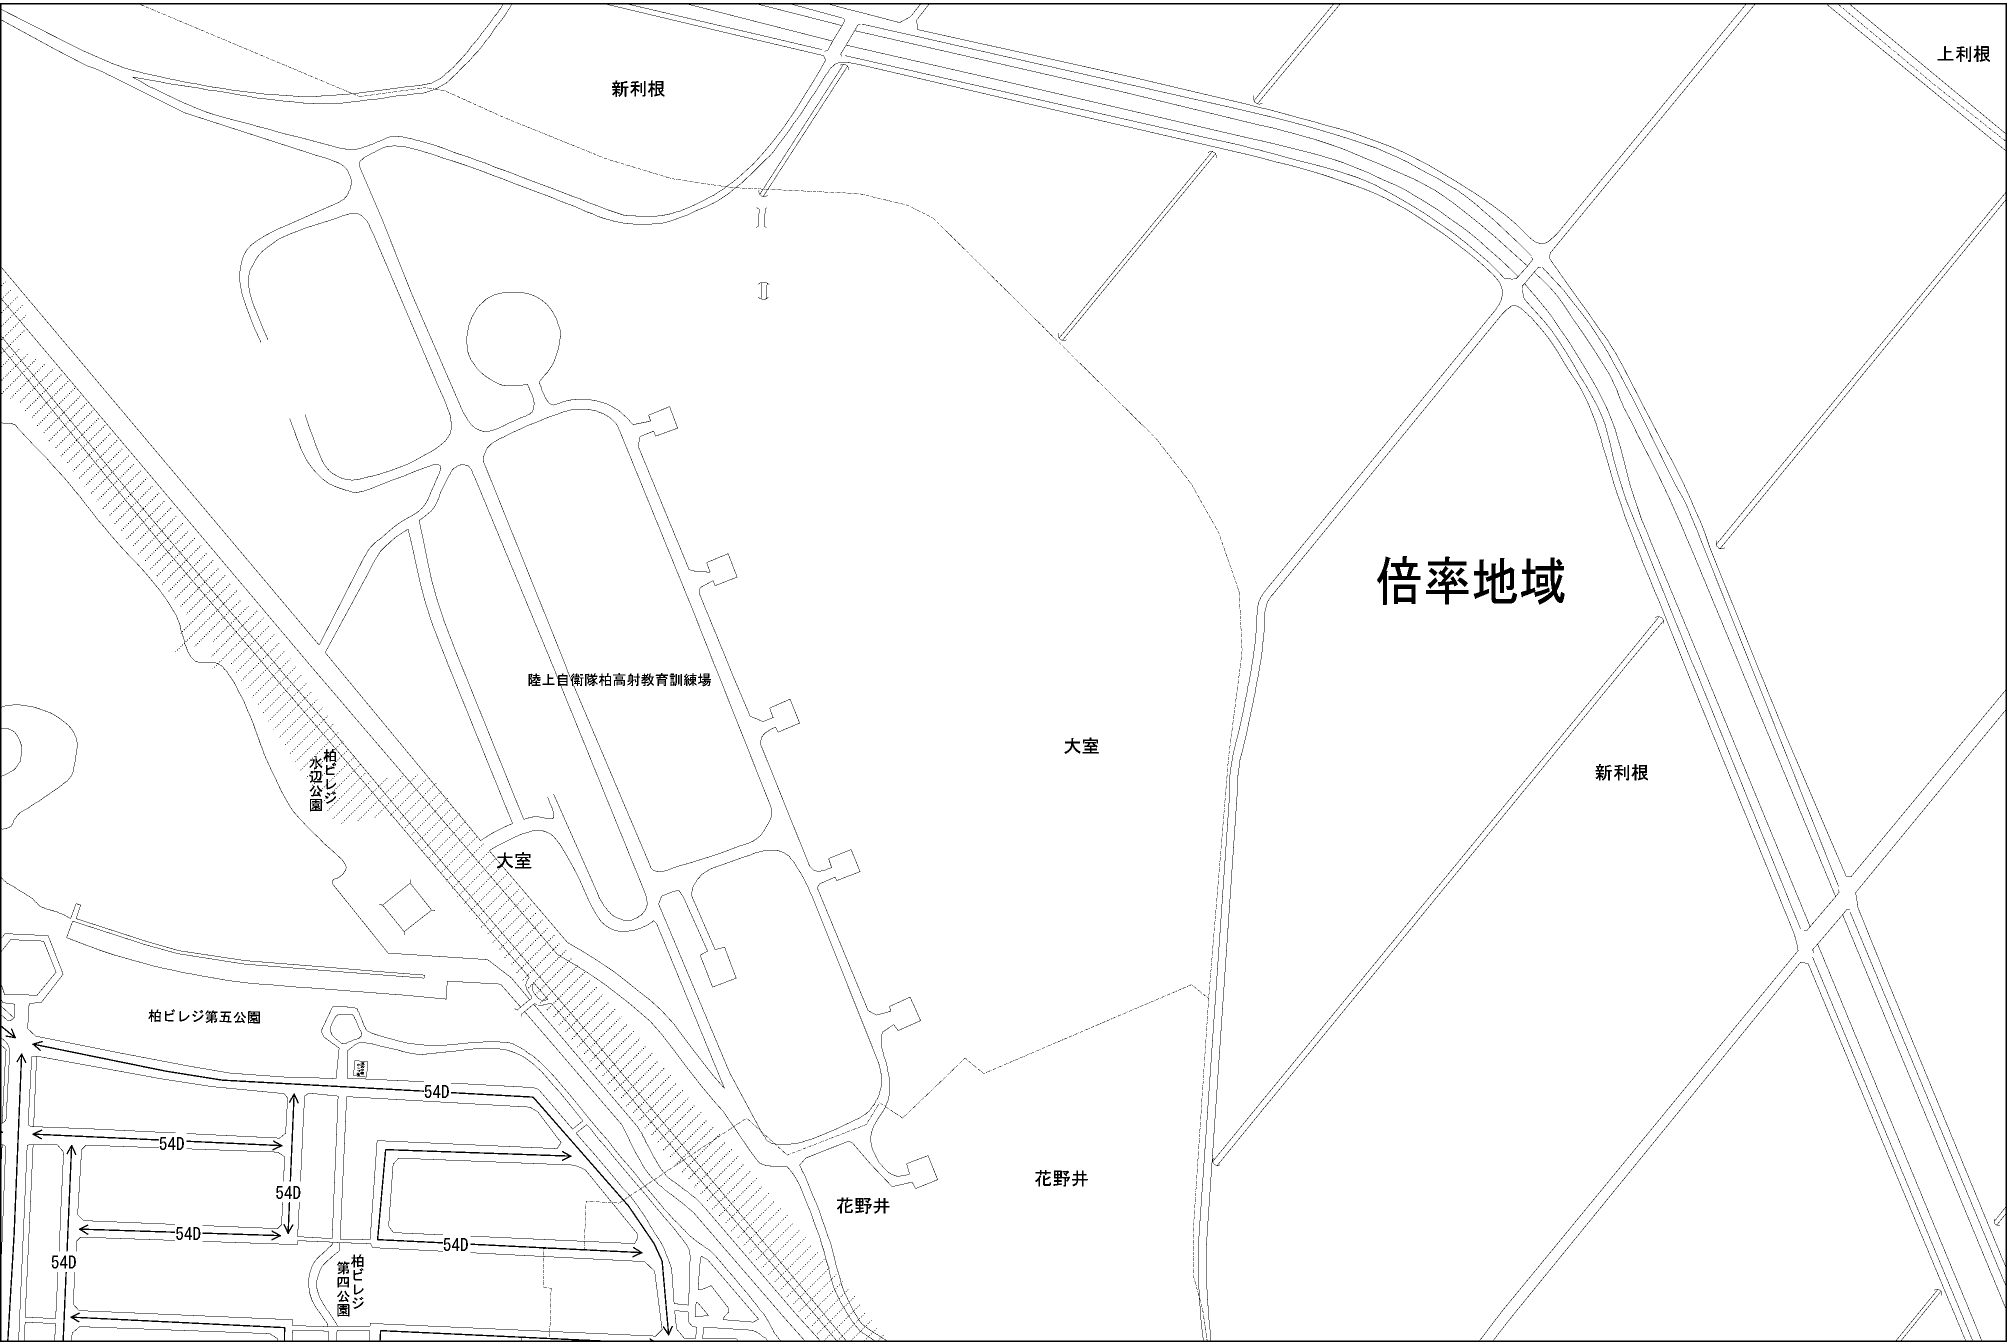 上利根
新利根
倍率地域
陸上自衛隊柏高射教育訓練場
大室
新利根
柏ビレジ
水辺公園
大室
柏ビレジ第五公園
54D
54D
花野井
54D
花野井
54D
54D
54D
柏ビレジ
第四公園